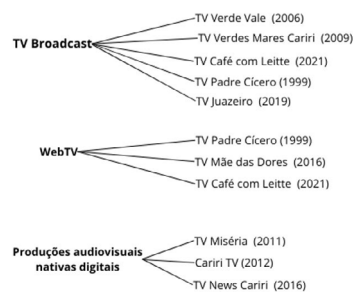 TV Broadcast
TV Verde Vale (2006)
TV Verdes Mares Cariri (2009)
TV Café com Leitte (2021)
TV Padre Cícero (1999)
TV Juazeiro (2019)
WebTV
TV Padre Cícero (1999)
TV Mãe das Dores (2016)
TV Café com Leitte (2021)
Produções audiovisuais
nativas digitais
TV Miséria (2011)
Cariri TV (2012)
TV News Cariri (2016)